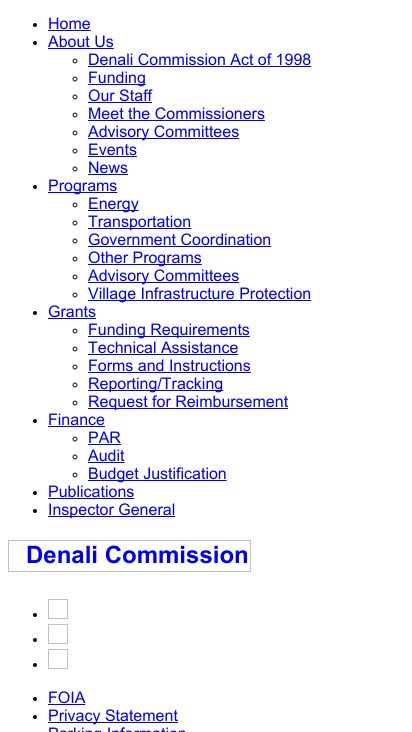 Home
About Us
Denali Commission Act of 1998
Funding
Our Staff
Meet the Commissioners
Advisory Committees
Events
News
Programs
Energy
Transportation
Government Coordination
Other Programs
Advisory Committees
Village Infrastructure Protection
Grants
Funding Requirements
Technical Assistance
Forms and Instructions
Reporting/Tracking
Request for Reimbursement
Finance
PAR
Audit
Budget Justification
Publications
Inspector General
Denali Commission
FOIA
Privacy Statement
Parking Information